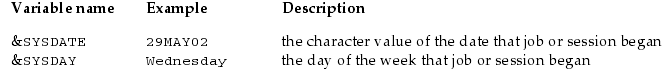 Variable name Example Description
&SYSDATE 29MAY02 the character value of the date that job or session began
&SYSDAY Wednesday the day of the week that job or session began